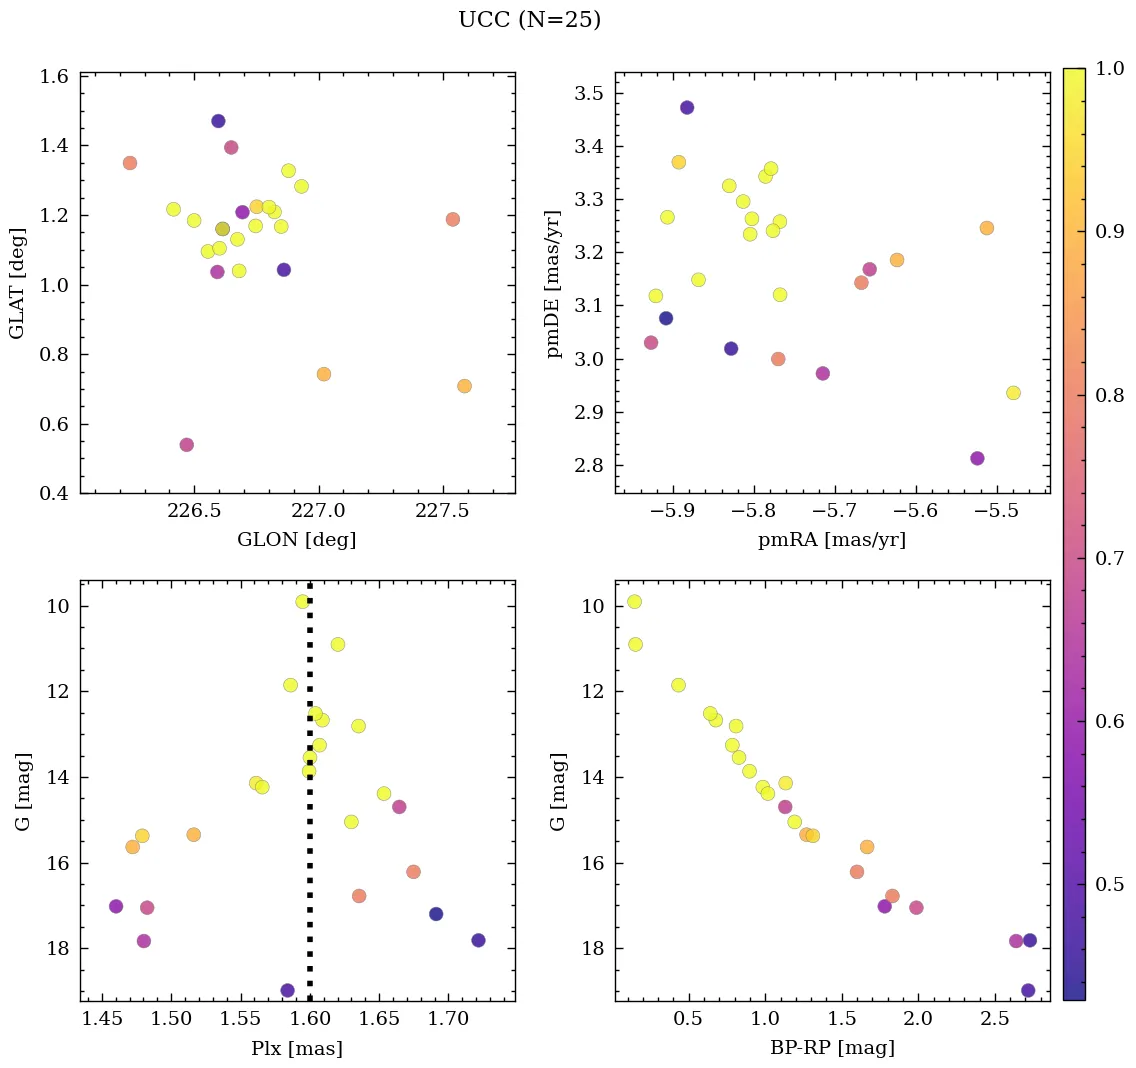 UCC (N=25)
1.6
1.4
1.2
1.0
0.8
0.6
0.4
GLAT [deg]
226.5 227.0 227.5
GLON [deg]
3.5
3.4
3.3
3.2
3.1
3.0
2.9
2.8
pmDE [mas/yr]
−5.9 −5.8 −5.7 −5.6 −5.5
pmRA [mas/yr]
10
12
14
16
18
G [mag]
1.45 1.50 1.55 1.60 1.65 1.70
Plx [mas]
10
12
14
16
18
G [mag]
0.5 1.0 1.5 2.0 2.5
BP-RP [mag]
1.0
0.9
0.8
0.7
0.6
0.5